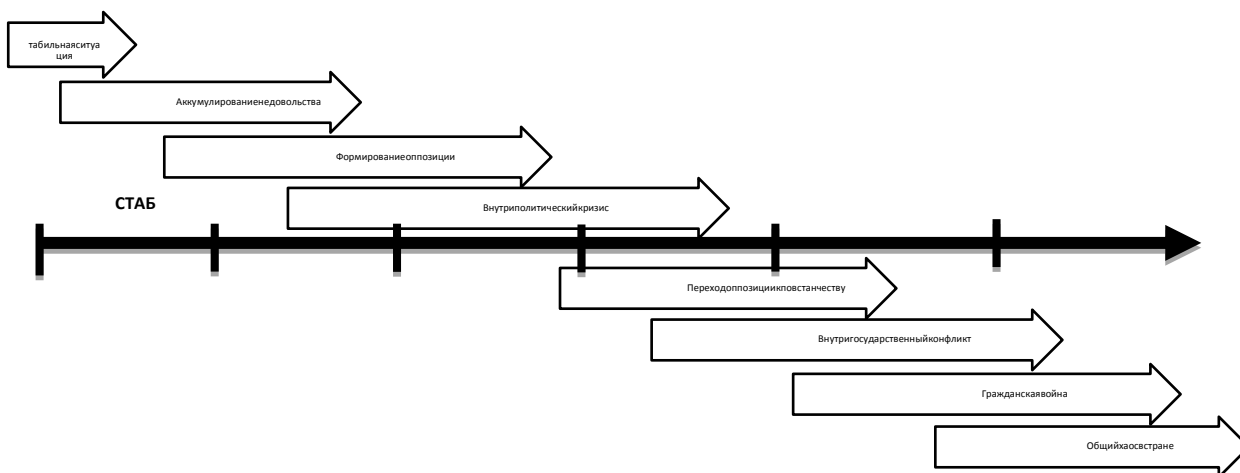 табильнаяситуа
ция
Аккумулированиенедовольства
Формированиеоппозиции
Внутриполитическийкризис
СТАБ
Переходоппозициикповстанчеству
Внутригосударственныйконфликт
Гражданскаявойна
Общийхаосвстране